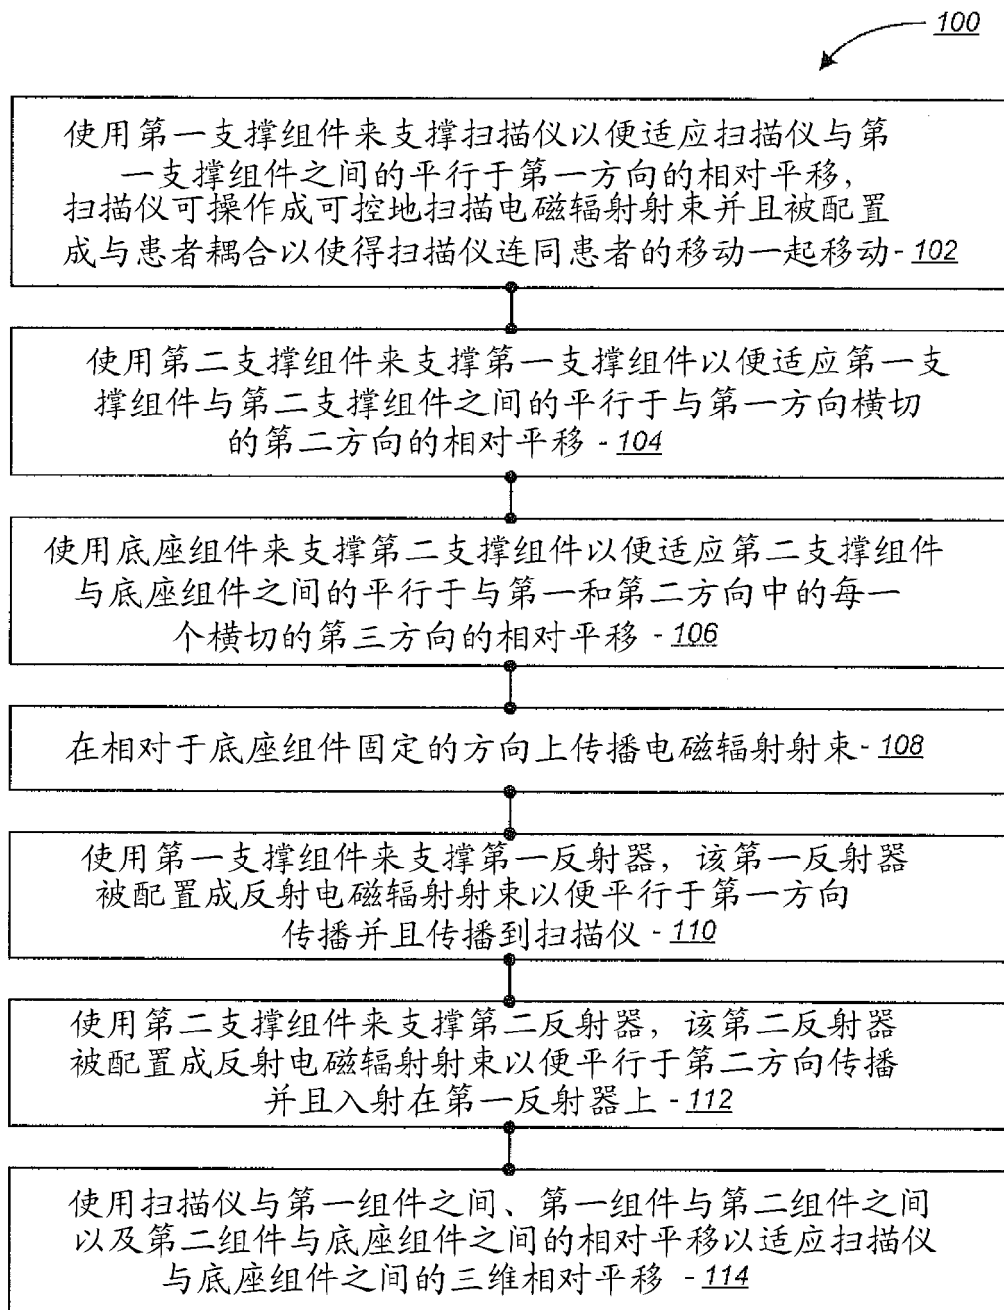 100
使用第一支撑组件来支撑扫描仪以便适应扫描仪与第
一支撑组件之间的平行于第一方向的相对平移,
扫描仪可操作成可控地扫描电磁辐射射束并且被配置
成与患者耦合以使得扫描仪连同患者的移动一起移动-102
使用第二支撑组件来支撑第一支撑组件以便适应第一支
撑组件与第二支撑组件之间的平行于与第一方向横切
的第二方向的相对平移 - 104
使用底座组件来支撑第二支撑组件以便适应第二支撑组件
与底座组件之间的平行于与第一和第二方向中的每一
个横切的第三方向的相对平移 - 106
在相对于底座组件固定的方向上传播电磁辐射射束- 108
使用第一支撑组件来支撑第一反射器，该第一反射器
被配置成反射电磁辐射射束以便平行于第一方向
传播并且传播到扫描仪 - 110
使用第二支撑组件来支撑第二反射器，该第二反射器
被配置成反射电磁辐射射束以便平行于第二方向传播
并且入射在第一反射器上 - 112
使用扫描仪与第一组件之间、第一组件与第二组件之间
以及第二组件与底座组件之间的相对平移以适应扫描仪
与底座组件之间的三维相对平移 - 114